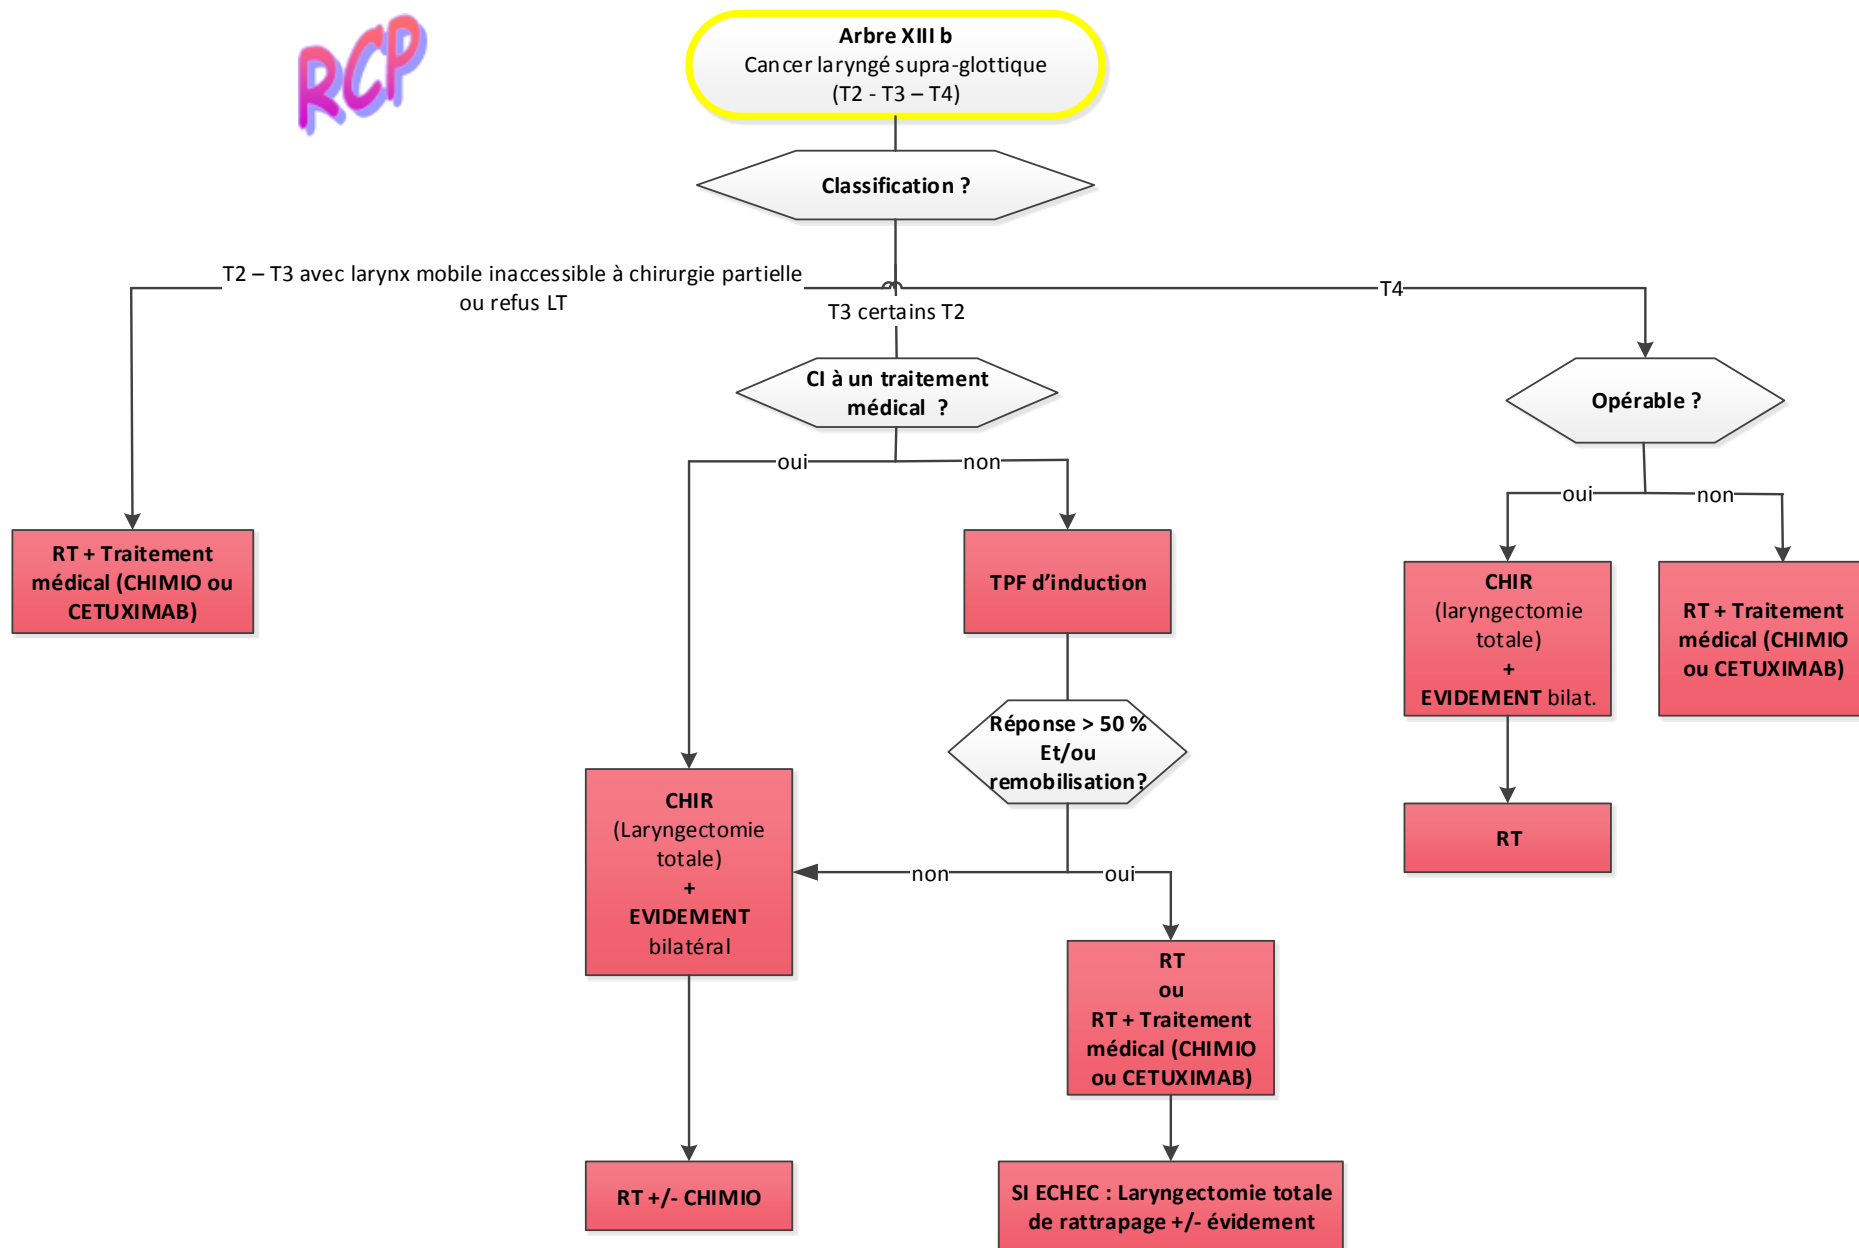 RCP
Arbre XIII b
Cancer laryngé supra-glottique
(T2 - T3 – T4)
Classification ?
T2 – T3 avec larynx mobile inaccessible à chirurgie partielle
ou refus LT
T3 certains T2
T4
CI à un traitement
médical ?
Opérable ?
oui
non
oui
non
RT + Traitement
médical (CHIMIO ou
CETUXIMAB)
TPF d’induction
CHIR
(laryngectomie
totale)
+
EVIDEMENT bilat.
RT + Traitement
médical (CHIMIO
ou CETUXIMAB)
Réponse > 50 %
Et/ou
remobilisation?
CHIR
(Laryngectomie
totale)
+
EVIDEMENT
bilatéral
RT
non
oui
RT
ou
RT + Traitement
médical (CHIMIO
ou CETUXIMAB)
RT +/- CHIMIO
SI ECHEC : Laryngectomie totale
de rattrapage +/- évidement